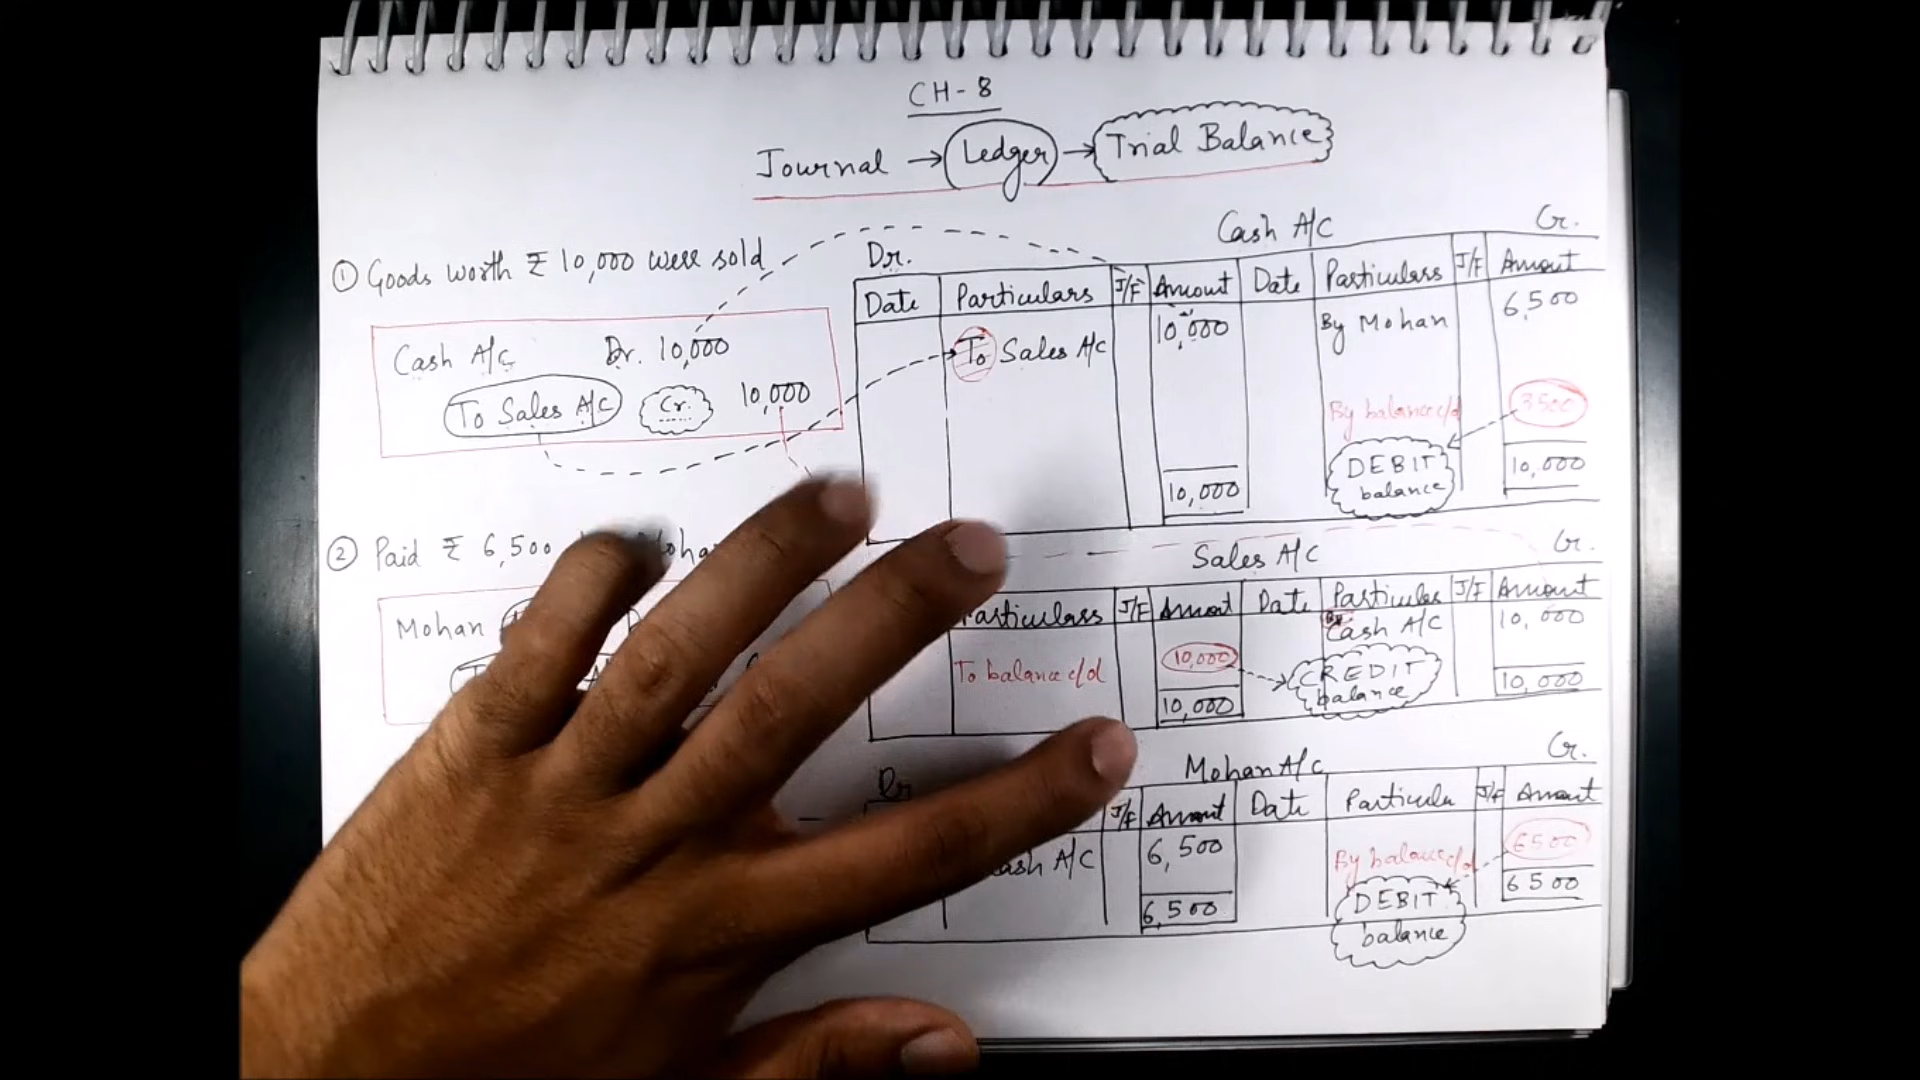 CH-8
Journal → Ledger → Trial Balance
① Goods worth ₹ 10,000 were sold
Cash A/c Dr. 10,000
To Sales A/c Cr. 10,000
② Paid ₹ 6,500
Mohan
Cash A/C
Dr. Cr.
Date Particulars J/F Amount Date Particulars J/F Amount
To Sales A/c 10,000 By Mohan 6,500
By balance c/d 3500
DEBIT balance
10,000 10,000
Sales A/C
Cr.
Particulars J/F Amount Date Particulas J/F Amount
By Cash A/C 10,000
To balance c/d 10,000
CREDIT balance
10,000 10,000
Mohan A/C
Dr Cr.
J/F Amount Date Particula J/F Amount
Cash A/C 6,500 By balance c/d 6500
DEBIT balance
6,500 6500